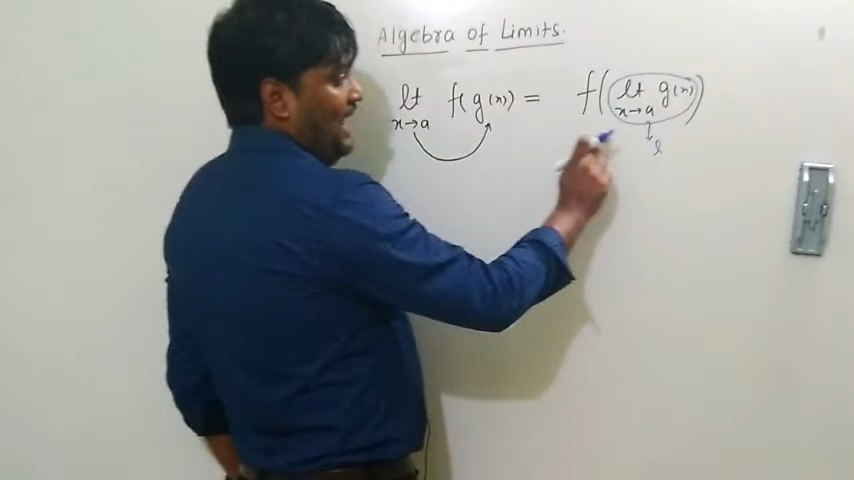 Algebra of Limits.
lt x→a f(g(x)) = f(lt x→a g(x))
l